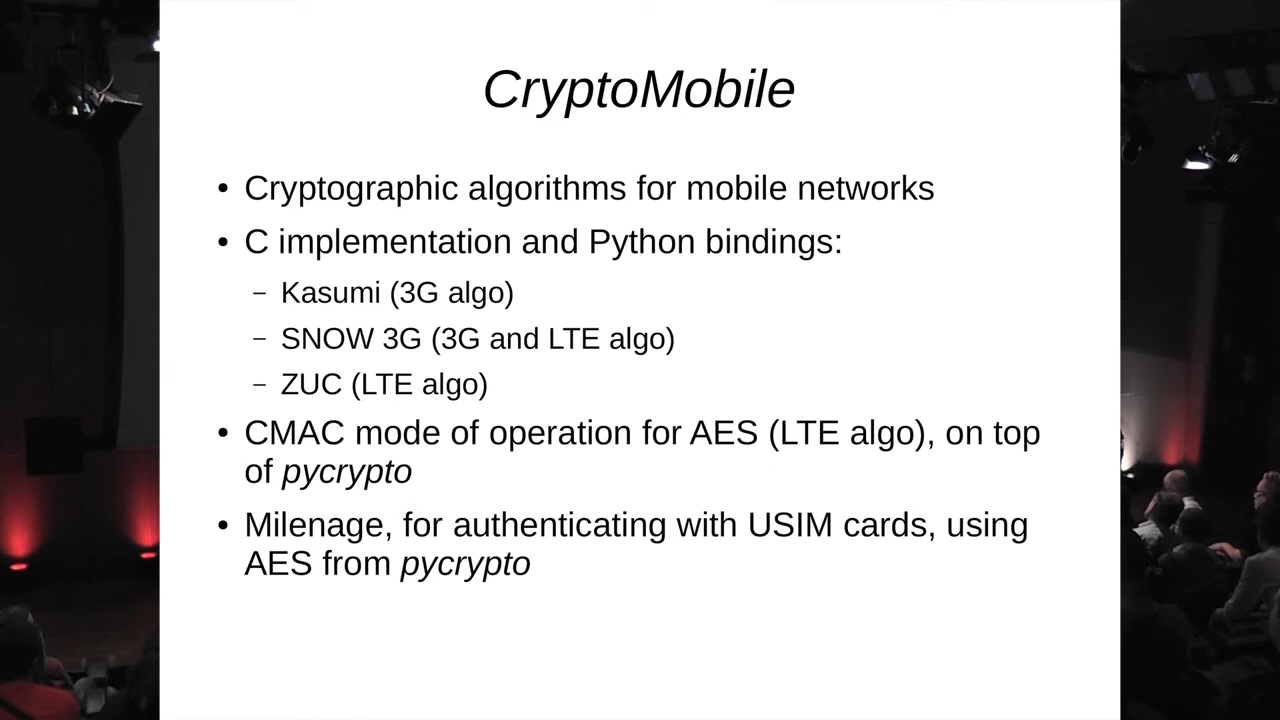 CryptoMobile
• Cryptographic algorithms for mobile networks
• C implementation and Python bindings:
– Kasumi (3G algo)
– SNOW 3G (3G and LTE algo)
– ZUC (LTE algo)
• CMAC mode of operation for AES (LTE algo), on top
of pycrypto
• Milenage, for authenticating with USIM cards, using
AES from pycrypto